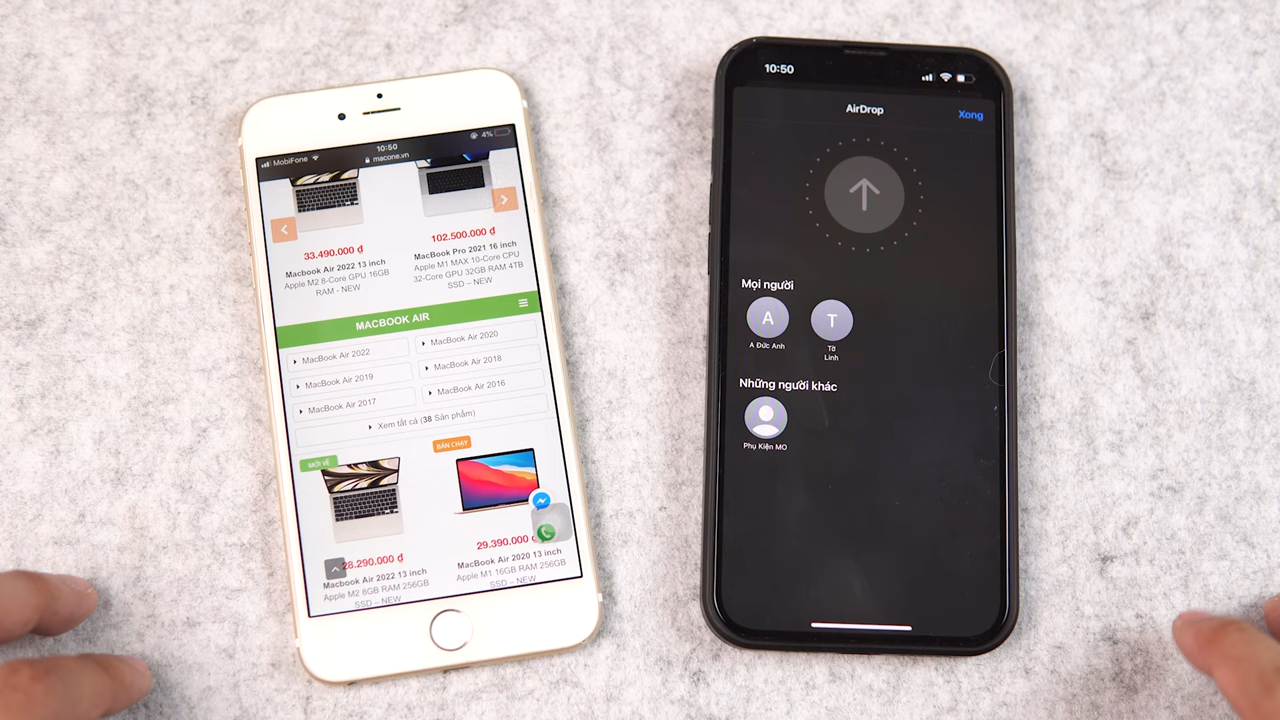 MobiFone
10:50
4%
macone.vn
33.490.000 ₫
Macbook Air 2022 13 inch
Apple M2 8-Core GPU 16GB
RAM - NEW
102.500.000 ₫
MacBook Pro 2021 16 inch
Apple M1 MAX 10-Core CPU
32-Core GPU 32GB RAM 4TB
SSD – NEW
MACBOOK AIR
MacBook Air 2022
MacBook Air 2020
MacBook Air 2019
MacBook Air 2018
MacBook Air 2017
MacBook Air 2016
Xem tất cả (38 Sản phẩm)
MỚI VỀ
BÁN CHẠY
28.290.000 ₫
Macbook Air 2022 13 inch
Apple M2 8GB RAM 256GB
SSD – NEW
29.390.000
Macbook Air 2020 13 inch
Apple M1 16GB RAM 256GB
SSD – NEW
10:50
AirDrop
Xong
Mọi người
A
T
A Đức Anh
Tờ
Linh
Những người khác
Phụ Kiện MO